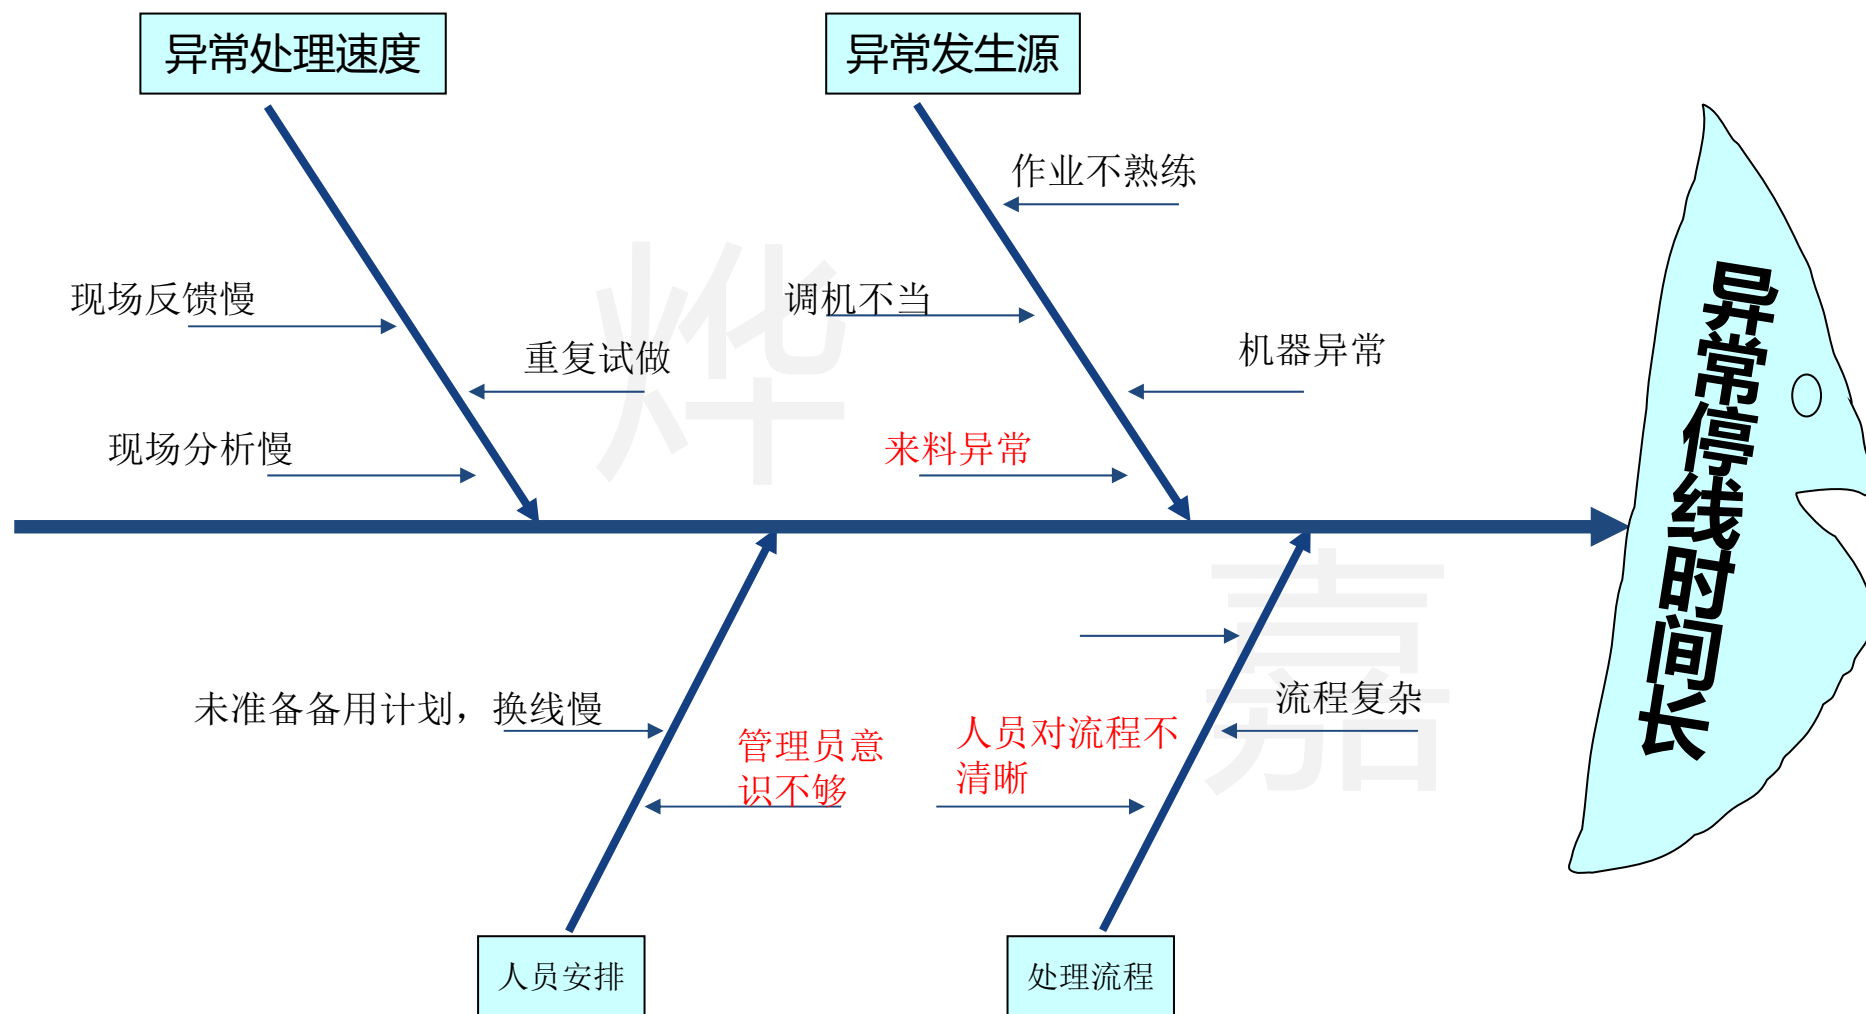 异常处理速度
异常发生源
作业不熟练
现场反馈慢
调机不当
重复试做
机器异常
现场分析慢
来料异常
异常停线时间长
未准备备用计划，换线慢
管理员意
识不够
人员对流程不
清晰
流程复杂
人员安排
处理流程
烨
嘉